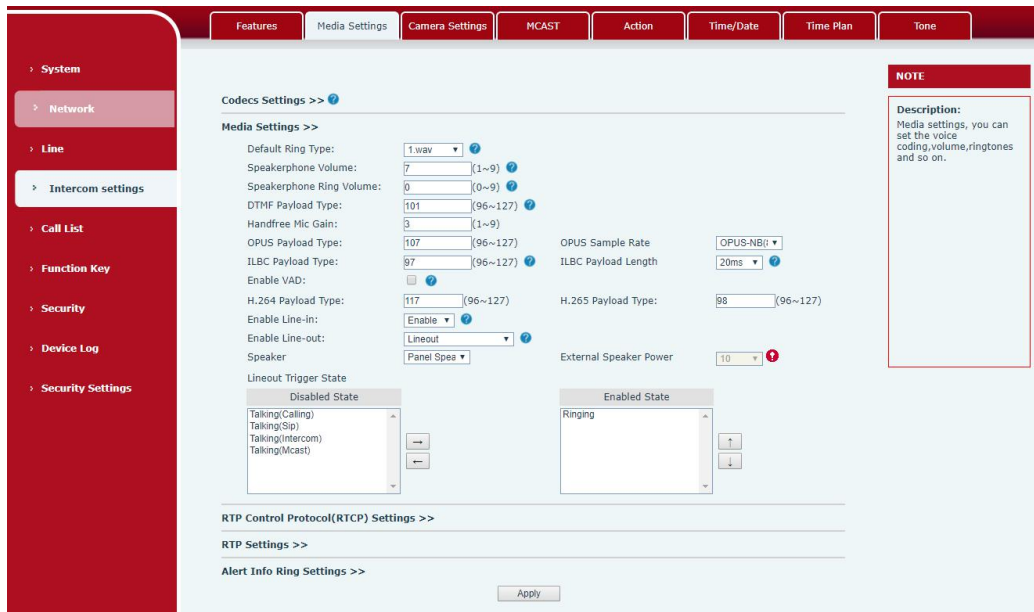 Features Media Settings Camera Settings MCAST Action Time/Date Time Plan Tone
› System
› Network
› Line
› Intercom settings
› Call List
› Function Key
› Security
› Device Log
› Security Settings
Codecs Settings >> ?
Media Settings >>
Default Ring Type: 1.wav ?
Speakerphone Volume: 7 (1~9) ?
Speakerphone Ring Volume: 0 (0~9) ?
DTMF Payload Type: 101 (96~127) ?
Handfree Mic Gain: 3 (1~9)
OPUS Payload Type: 107 (96~127) OPUS Sample Rate OPUS-NB(
ILBC Payload Type: 97 (96~127) ? ILBC Payload Length 20ms ?
Enable VAD: ?
H.264 Payload Type: 117 (96~127) H.265 Payload Type: 98 (96~127)
Enable Line-in: Enable ?
Enable Line-out: Lineout ?
Speaker Panel Spea External Speaker Power 10
Lineout Trigger State
Disabled State Enabled State
Talking(Calling) Ringing
Talking(Sip)
Talking(Intercom)
→ ↑
Talking(Mcast)
← ↓
RTP Control Protocol(RTCP) Settings >>
RTP Settings >>
Alert Info Ring Settings >>
Apply
NOTE
Description:
Media settings, you can
set the voice
coding,volume,ringtones
and so on.